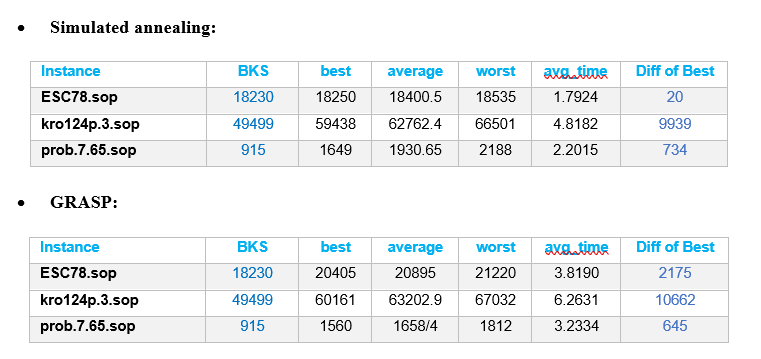 • Simulated annealing:
Instance BKS best average worst avg_time Diff of Best
ESC78.sop 18230 18250 18400.5 18535 1.7924 20
kro124p.3.sop 49499 59438 62762.4 66501 4.8182 9939
prob.7.65.sop 915 1649 1930.65 2188 2.2015 734
• GRASP:
Instance BKS best average worst avg_time Diff of Best
ESC78.sop 18230 20405 20895 21220 3.8190 2175
kro124p.3.sop 49499 60161 63202.9 67032 6.2631 10662
prob.7.65.sop 915 1560 1658/4 1812 3.2334 645